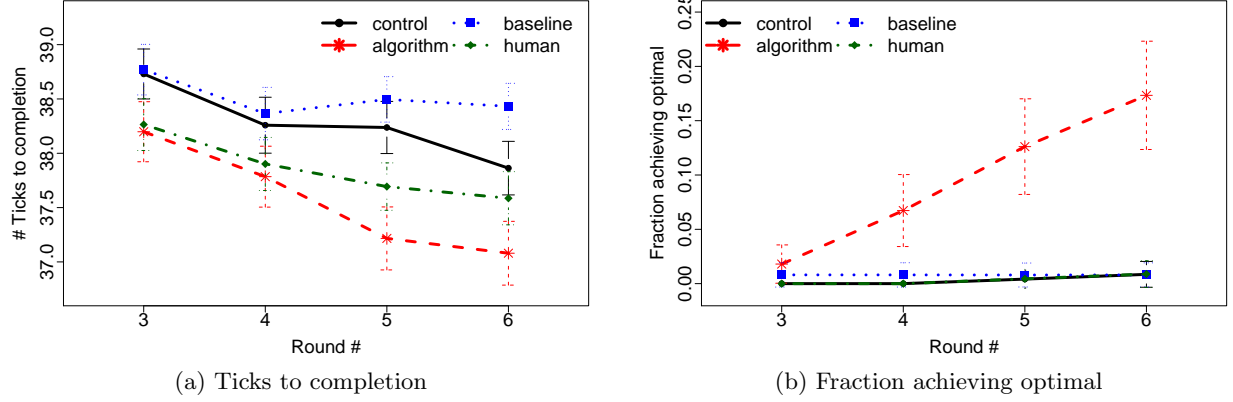 control
baseline
algorithm
human
# Ticks to completion
39.0
38.5
38.0
37.5
37.0
3 4 5 6
Round #
(a) Ticks to completion
control
baseline
algorithm
human
Fraction achieving optimal
0.25
0.20
0.15
0.10
0.05
0.00
3 4 5 6
Round #
(b) Fraction achieving optimal